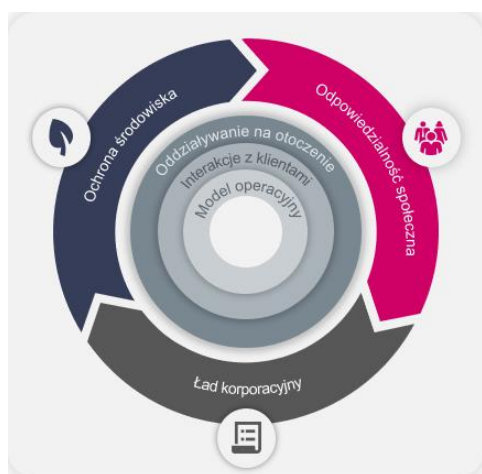 Ochrona środowiska
Odpowiedzialność społeczna
Oddziaływanie na otoczenie
Interakcje z klientami
Model operacyjny
Ład korporacyjny